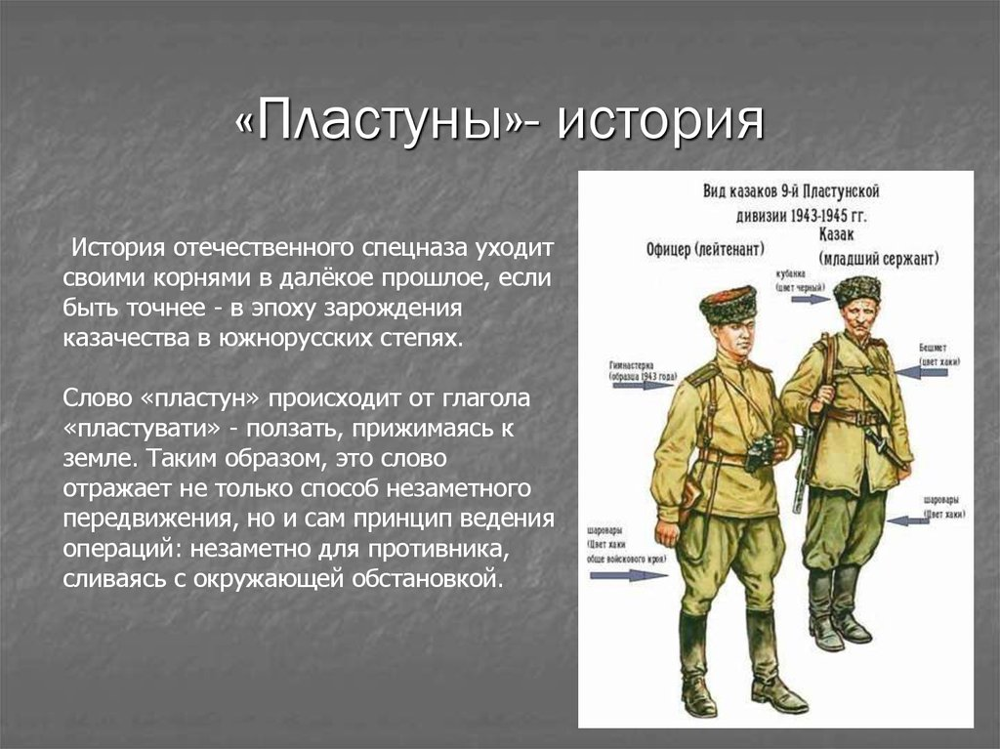 «Пластуны»- история
История отечественного спецназа уходит
своими корнями в далёкое прошлое, если
быть точнее - в эпоху зарождения
казачества в южнорусских степях.
Слово «пластун» происходит от глагола
«пластувати» - ползать, прижимаясь к
земле. Таким образом, это слово
отражает не только способ незаметного
передвижения, но и сам принцип ведения
операций: незаметно для противника,
сливаясь с окружающей обстановкой.
Вид казаков 9-й Пластунской
дивизии 1943-1945 гг.
Офицер (лейтенант)
Казак
(младший сержант)
кубанка
(цвет черный)
Гимнастерка
(образца 1943 года)
Бешмет
(цвет хаки)
шаровары
(Цвет хаки)
шаровары
(Цвет хаки
обще войскового кроя)